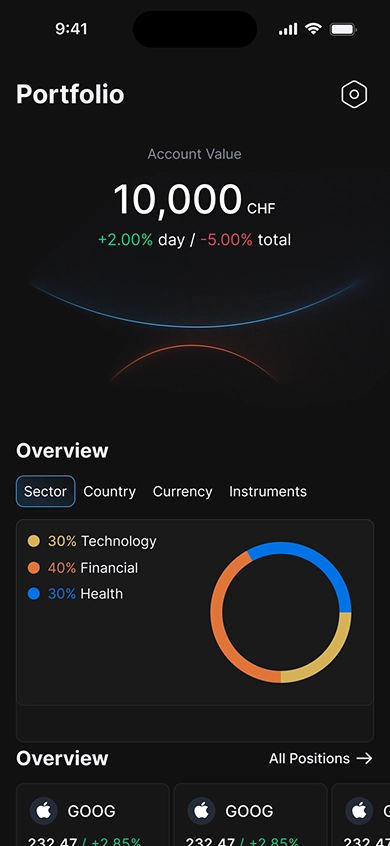 9:41
Portfolio
Account Value
10,000 CHF
+2.00% day / -5.00% total
Overview
Sector Country Currency Instruments
30% Technology
40% Financial
30% Health
Overview All Positions →
GOOG GOOG
232.47 / +2.85% 232.47 / +2.85% 232.47